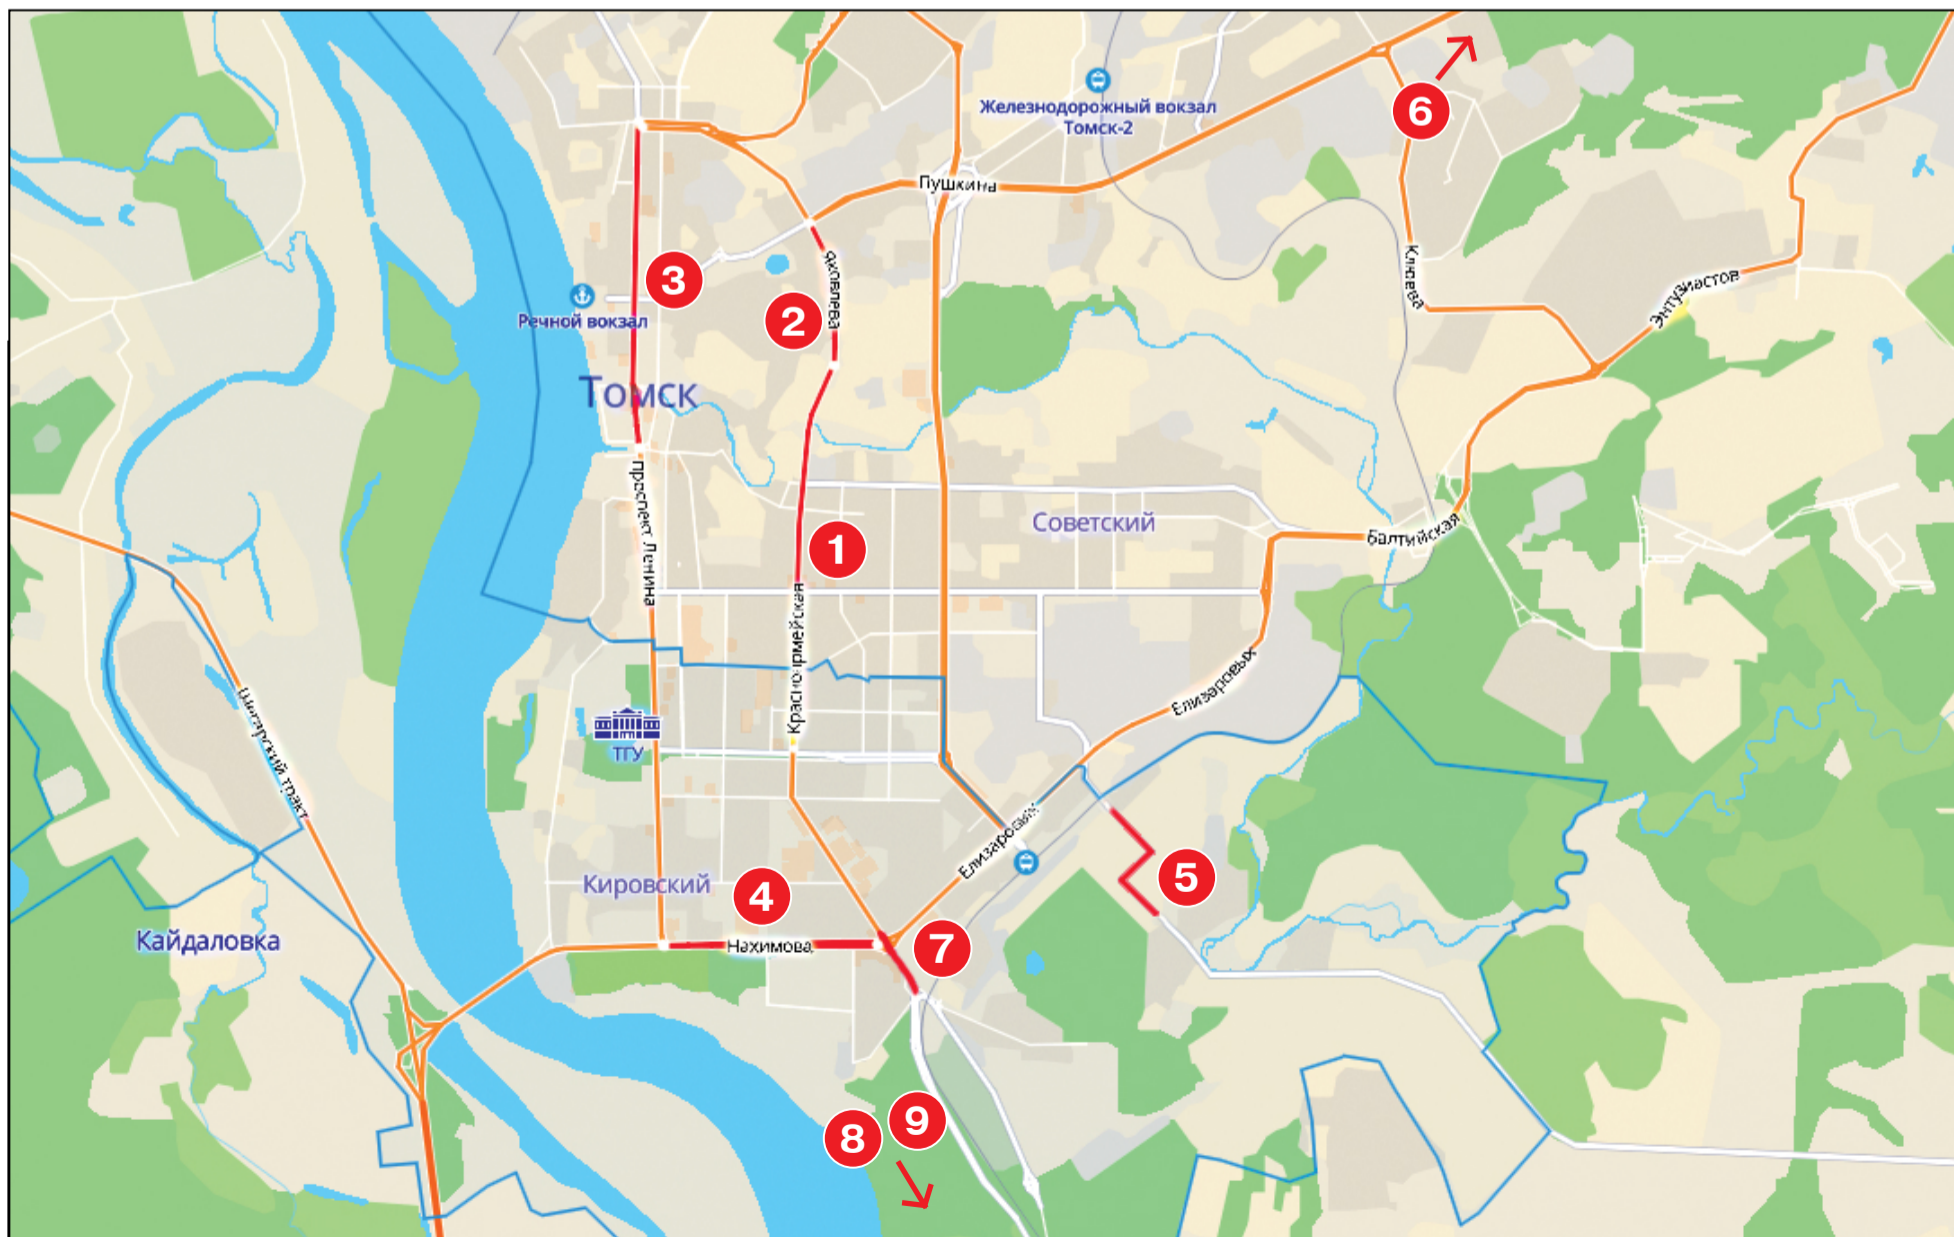 6
Железнодорожный вокзал
Томск-2
Пушкина
Яковлева
3
Клюева
Энтузиастов
Речной вокзал
2
Томск
Проспект Ленина
Советский
Балтийская
1
Красноармейская
Елизаровых
Шегарский тракт
ТГУ
Елизаровых
Кировский
4
5
Кайдаловка
Нахимова
7
8
9